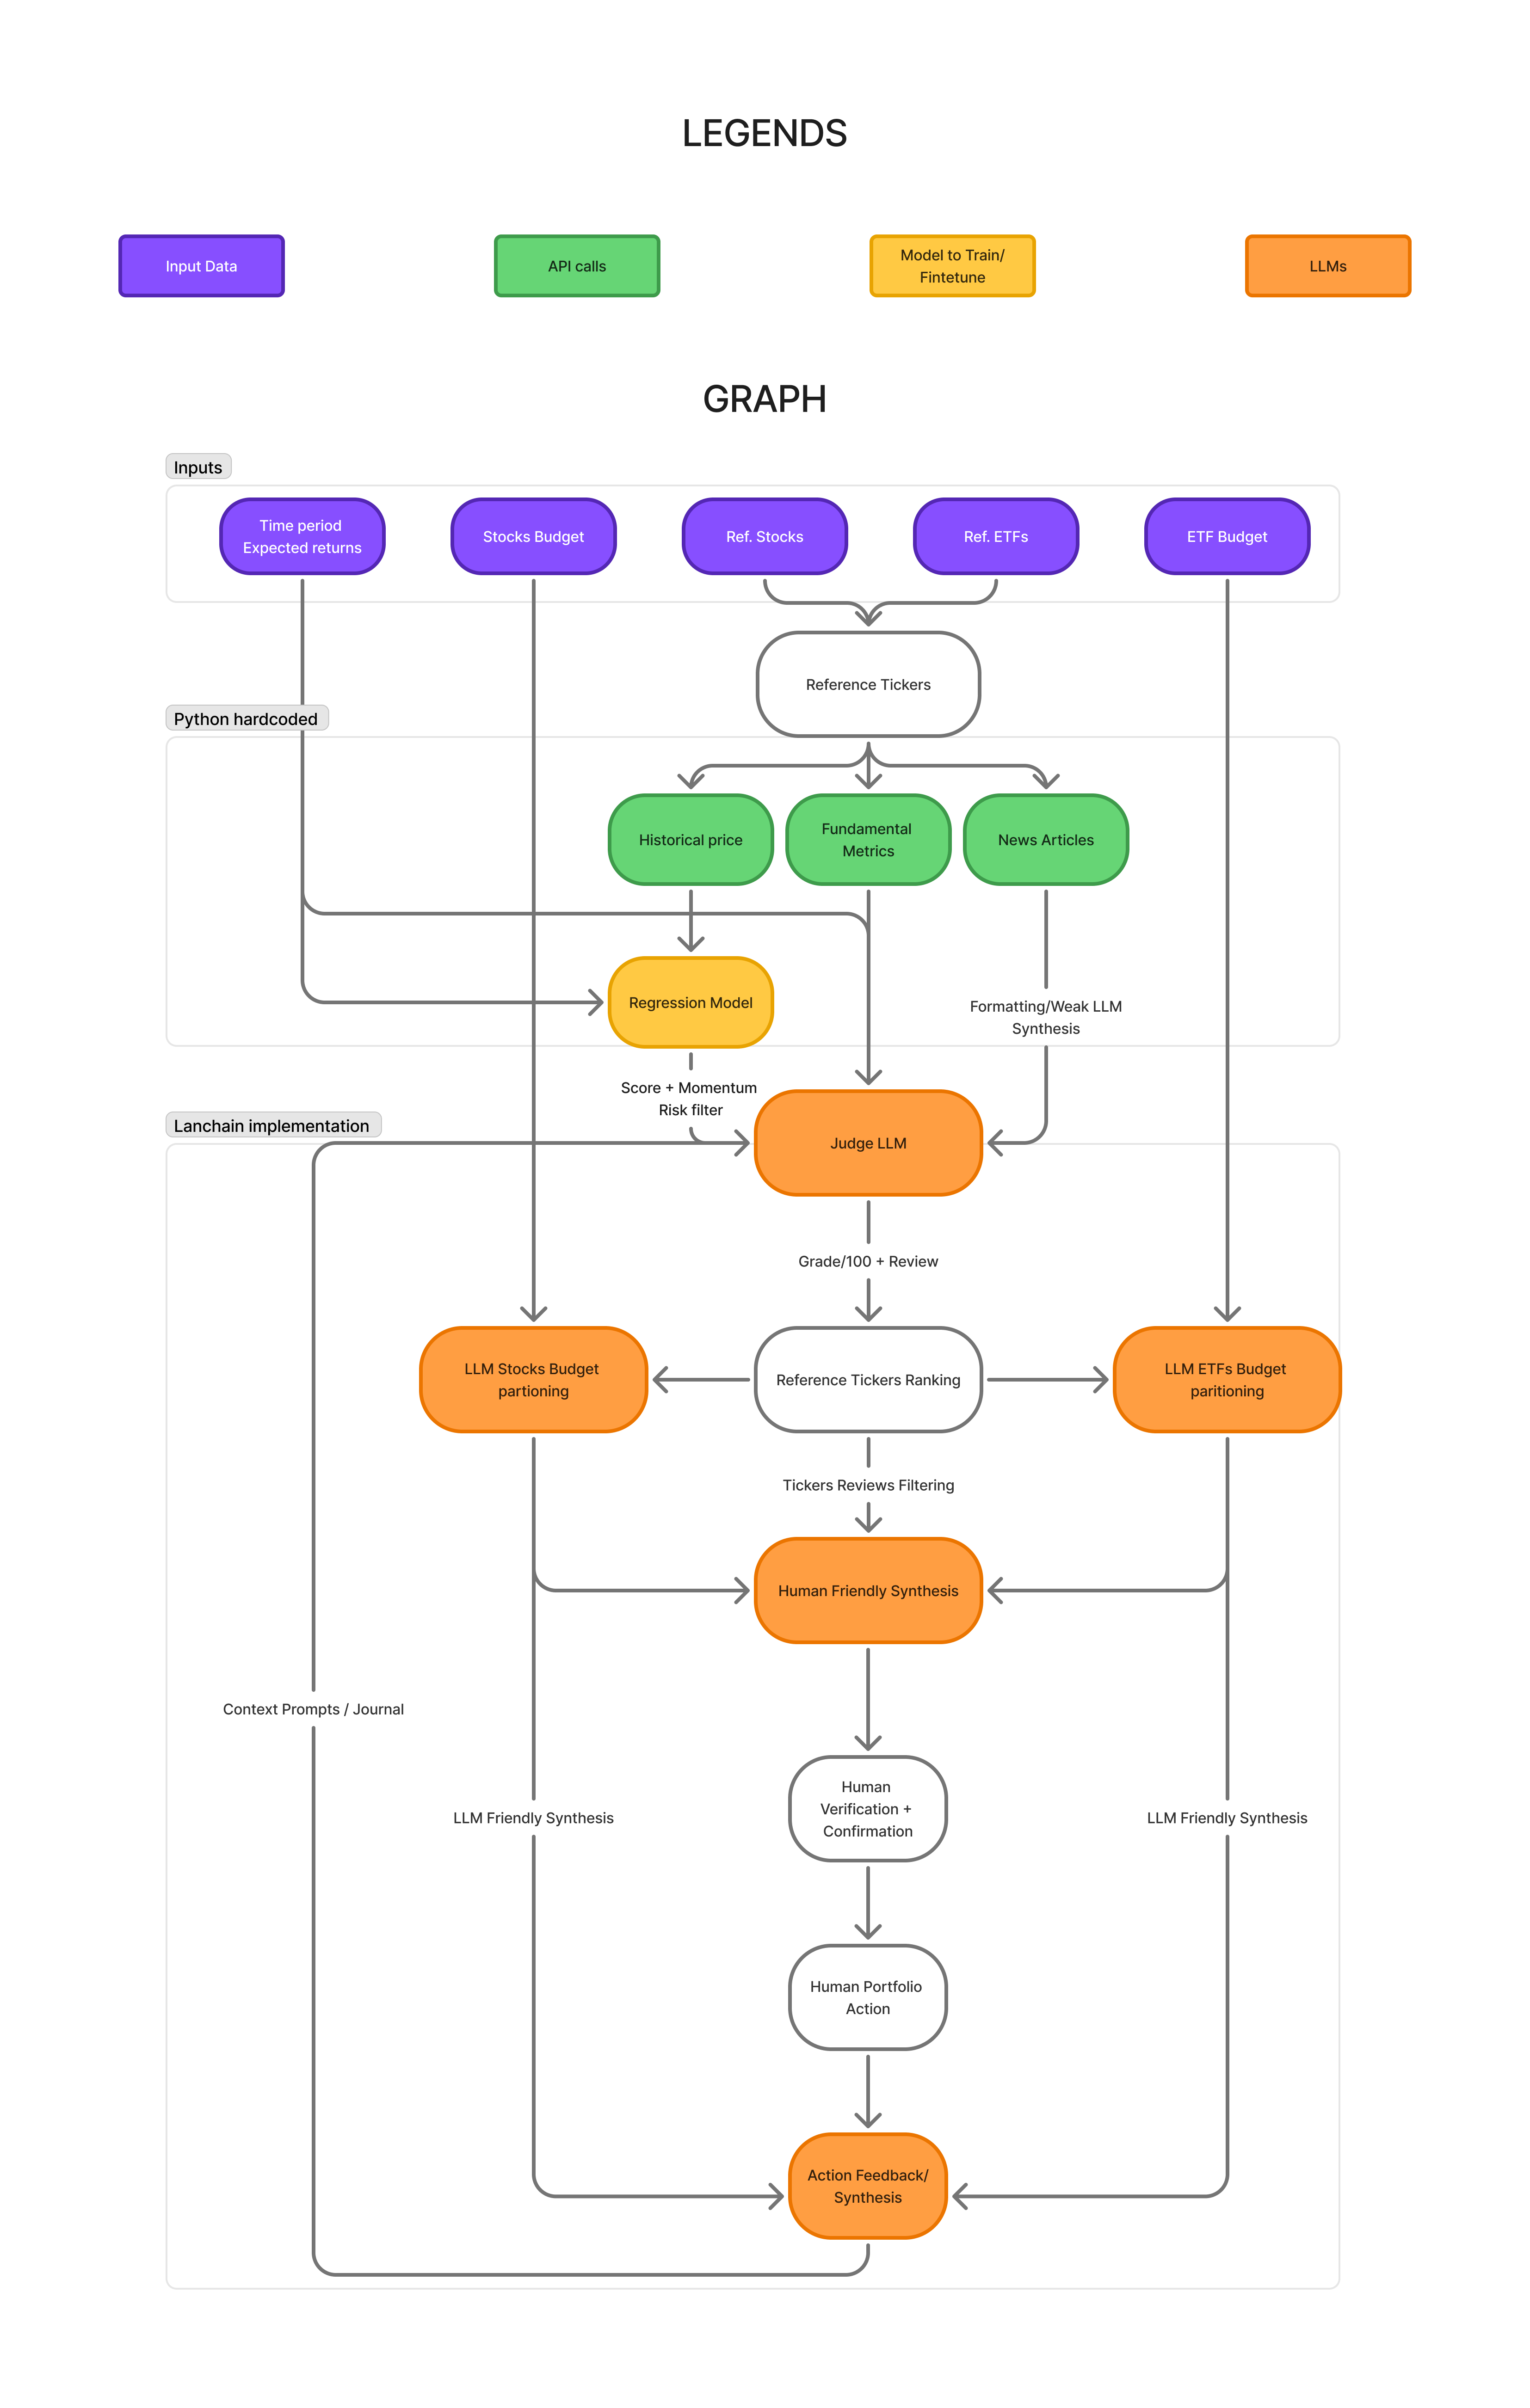 LEGENDS
Input Data
API calls
Model to Train/
Fintetune
LLMs
GRAPH
Inputs
Time period
Expected returns
Stocks Budget
Ref. Stocks
Ref. ETFs
ETF Budget
Reference Tickers
Python hardcoded
Historical price
Fundamental
Metrics
News Articles
Regression Model
Formatting/Weak LLM
Synthesis
Score + Momentum
Risk filter
Lanchain implementation
Judge LLM
Grade/100 + Review
LLM Stocks Budget
partioning
Reference Tickers Ranking
LLM ETFs Budget
paritioning
Tickers Reviews Filtering
Human Friendly Synthesis
Context Prompts / Journal
Human
Verification +
Confirmation
LLM Friendly Synthesis
LLM Friendly Synthesis
Human Portfolio
Action
Action Feedback/
Synthesis